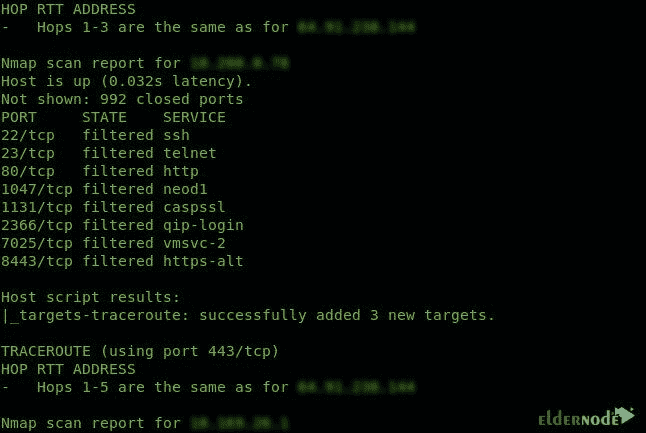 HOP RTT ADDRESS
-   Hops 1-3 are the same as for
Nmap scan report for
Host is up (0.032s latency).
Not shown: 992 closed ports
PORT     STATE    SERVICE
22/tcp   filtered ssh
23/tcp   filtered telnet
80/tcp   filtered http
1047/tcp filtered neod1
1131/tcp filtered caspssl
2366/tcp filtered qip-login
7025/tcp filtered vmsvc-2
8443/tcp filtered https-alt
Host script results:
|_targets-traceroute: successfully added 3 new targets.
TRACEROUTE (using port 443/tcp)
HOP RTT ADDRESS
-   Hops 1-5 are the same as for
Nmap scan report for
elderNODE